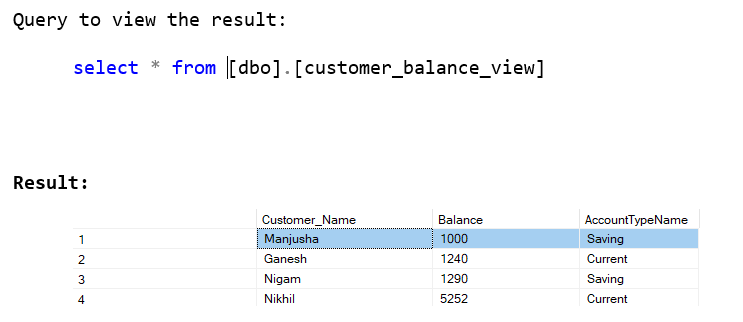 Query to view the result:
select * from [dbo].[customer_balance_view]
Result:
Customer_Name Balance AccountTypeName
1 Manjusha 1000 Saving
2 Ganesh 1240 Current
3 Nigam 1290 Saving
4 Nikhil 5252 Current